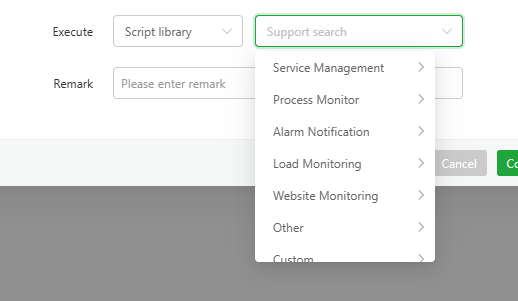 Execute Script library Support search
Service Management
Remark Please enter remark
Process Monitor
Alarm Notification
Load Monitoring
Cancel Co
Website Monitoring
Other
Custom